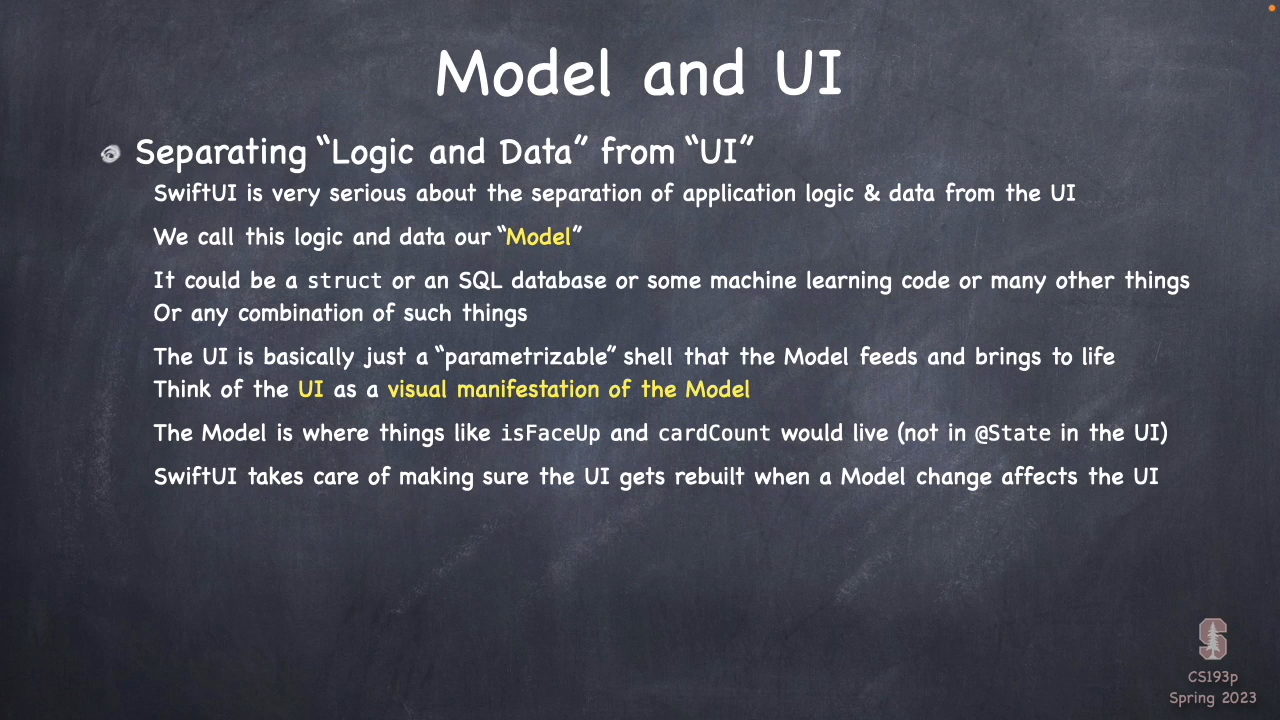 Model and UI
Separating “Logic and Data” from “UI”
SwiftUI is very serious about the separation of application logic & data from the UI
We call this logic and data our “Model”
It could be a struct or an SQL database or some machine learning code or many other things
Or any combination of such things
The UI is basically just a “parametrizable” shell that the Model feeds and brings to life
Think of the UI as a visual manifestation of the Model
The Model is where things like isFaceUp and cardCount would live (not in @State in the UI)
SwiftUI takes care of making sure the UI gets rebuilt when a Model change affects the UI
S
CS193p
Spring 2023